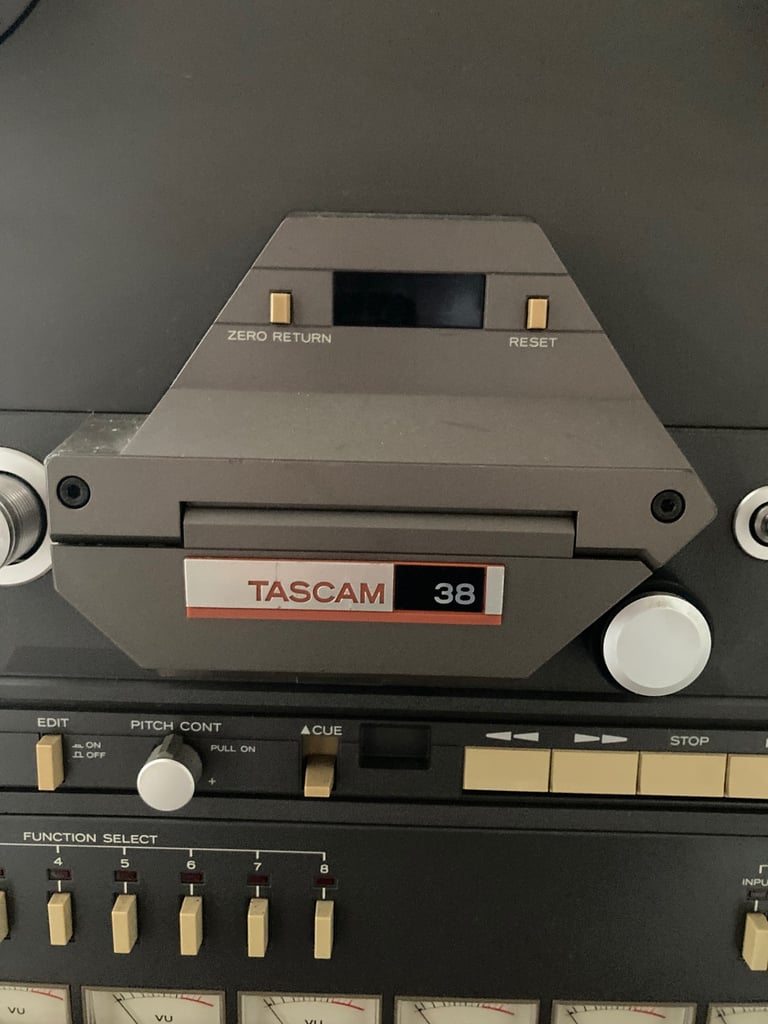 ZERO RETURN
RESET
TASCAM 38
EDIT
ON
OFF
PITCH CONT
PULL ON
+
▲CUE
◀◀
▶▶
STOP
FUNCTION SELECT
4 5 6 7 8
INPU
VU
VU
VU